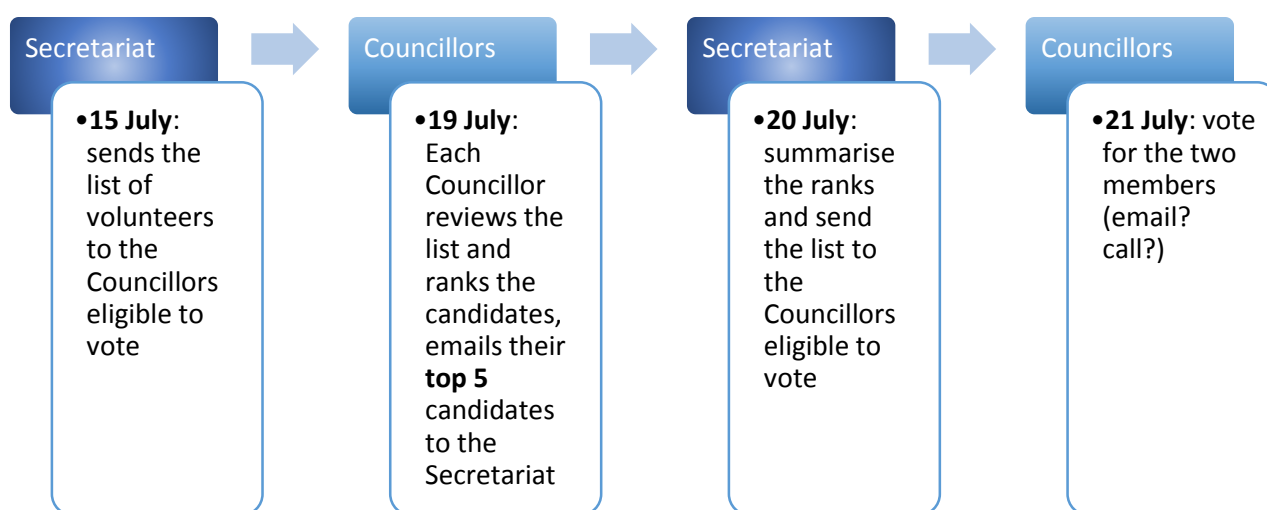 Secretariat
•15 July:
sends the
list of
volunteers
to the
Councillors
eligible to
vote
Councillors
•19 July:
Each
Councillor
reviews the
list and
ranks the
candidates,
emails their
top 5
candidates
to the
Secretariat
Secretariat
•20 July:
summarise
the ranks
and send
the list to
the
Councillors
eligible to
vote
Councillors
•21 July: vote
for the two
members
(email?
call?)